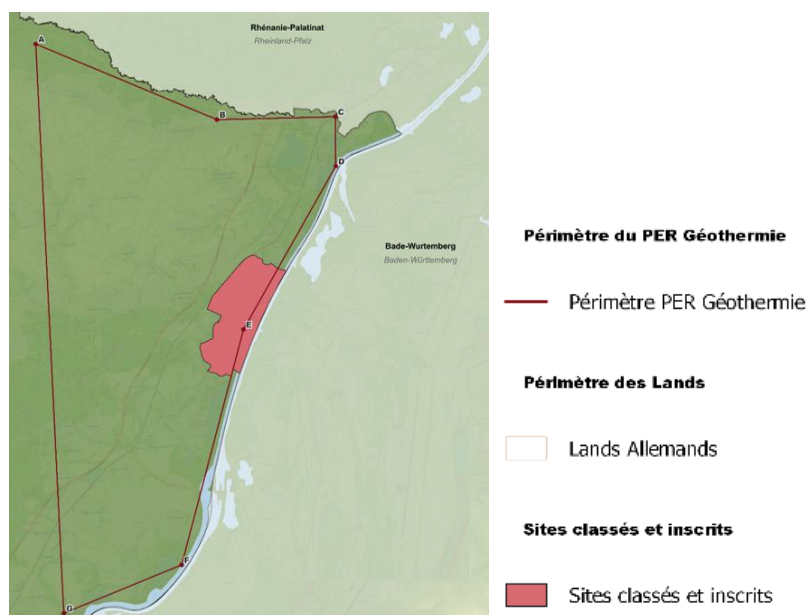 Rhénanie-Palatinat
Rheinland-Pfalz
A
B
C
D
Bade-Wurtemberg
Baden-Württemberg
E
F
G
Périmètre du PER Géothermie
Périmètre PER Géothermie
Périmètre des Lands
Lands Allemands
Sites classés et inscrits
Sites classés et inscrits